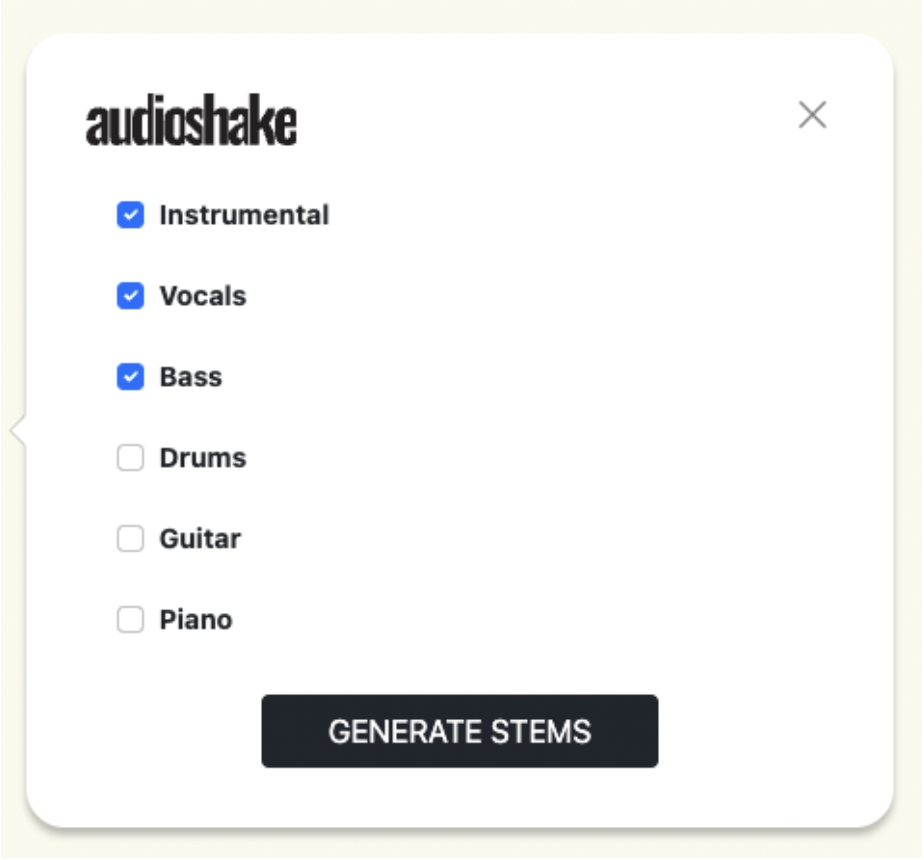 audioshake
Instrumental
Vocals
Bass
Drums
Guitar
Piano
GENERATE STEMS